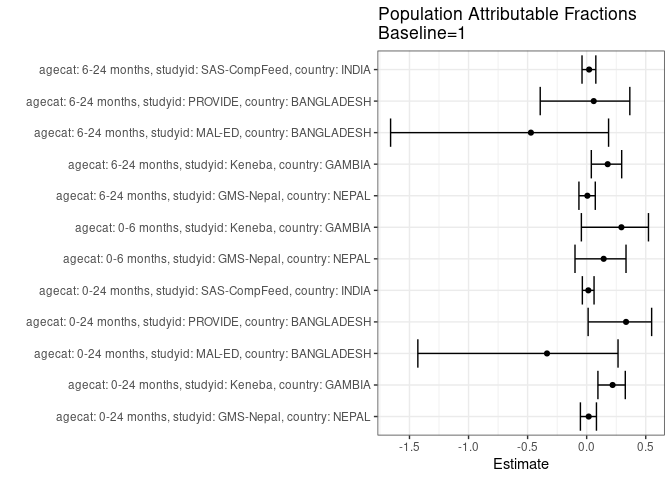 Population Attributable Fractions
Baseline=1
agecat: 6-24 months, studyid: SAS-CompFeed, country: INDIA
agecat: 6-24 months, studyid: PROVIDE, country: BANGLADESH
agecat: 6-24 months, studyid: MAL-ED, country: BANGLADESH
agecat: 6-24 months, studyid: Keneba, country: GAMBIA
agecat: 6-24 months, studyid: GMS-Nepal, country: NEPAL
agecat: 0-6 months, studyid: Keneba, country: GAMBIA
agecat: 0-6 months, studyid: GMS-Nepal, country: NEPAL
agecat: 0-24 months, studyid: SAS-CompFeed, country: INDIA
agecat: 0-24 months, studyid: PROVIDE, country: BANGLADESH
agecat: 0-24 months, studyid: MAL-ED, country: BANGLADESH
agecat: 0-24 months, studyid: Keneba, country: GAMBIA
agecat: 0-24 months, studyid: GMS-Nepal, country: NEPAL
-1.5 -1.0 -0.5 0.0 0.5
Estimate